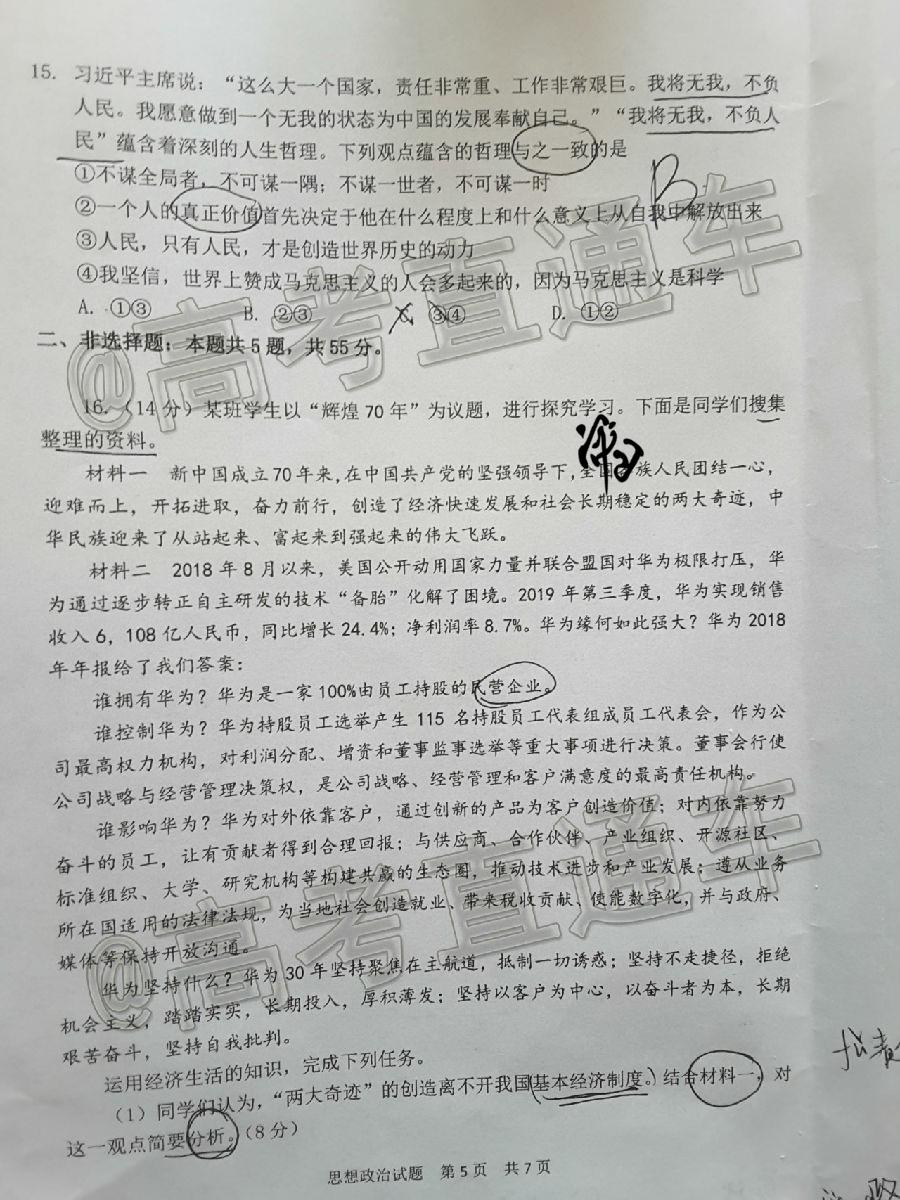 15. 习近平主席说：“这么大一个国家，责任非常重、工作非常艰巨。我将无我，不负
人民。我愿意做到一个无我的状态为中国的发展奉献自己。”“我将无我，不负人
民”蕴含着深刻的人生哲理。下列观点蕴含的哲理与之一致的是
①不谋全局者，不可谋一隅；不谋一世者，不可谋一时
B
②一个人的真正价值首先决定于他在什么程度上和什么意义上从自我中解放出来
③人民，只有人民，才是创造世界历史的动力
④我坚信，世界上赞成马克思主义的人会多起来的，因为马克思主义是科学
A. ①③ B. ②③ C. ③④ D. ①②
二、非选择题：本题共5题，共55分。
16.（14分）某班学生以“辉煌70年”为议题，进行探究学习。下面是同学们搜集
整理的资料。
材料一 新中国成立70年来，在中国共产党的坚强领导下，全国各族人民团结一心，
迎难而上，开拓进取，奋力前行，创造了经济快速发展和社会长期稳定的两大奇迹，中
华民族迎来了从站起来、富起来到强起来的伟大飞跃。
材料二 2018年8月以来，美国公开动用国家力量并联合盟国对华为极限打压，华
为通过逐步转正自主研发的技术“备胎”化解了困境。2019年第三季度，华为实现销售
收入6，108亿人民币，同比增长24.4%；净利润率8.7%。华为缘何如此强大？华为2018
年年报给了我们答案：
谁拥有华为？华为是一家100%由员工持股的民营企业。
谁控制华为？华为持股员工选举产生115名持股员工代表组成员工代表会，作为公
司最高权力机构，对利润分配、增资和董事监事选举等重大事项进行决策。董事会行使
公司战略与经营管理决策权，是公司战略、经营管理和客户满意度的最高责任机构。
谁影响华为？华为对外依靠客户，通过创新的产品为客户创造价值；对内依靠努力
奋斗的员工，让有贡献者得到合理回报；与供应商、合作伙伴、产业组织、开源社区、
标准组织、大学、研究机构等构建共赢的生态圈，推动技术进步和产业发展；遵从业务
所在国适用的法律法规，为当地社会创造就业、带来税收贡献、使能数字化，并与政府、
媒体等保持开放沟通。
华为坚持什么？华为30年坚持聚焦在主航道，抵制一切诱惑；坚持不走捷径，拒绝
机会主义，踏踏实实，长期投入，厚积薄发；坚持以客户为中心，以奋斗者为本，长期
艰苦奋斗，坚持自我批判。
运用经济生活的知识，完成下列任务。
（1）同学们认为，“两大奇迹”的创造离不开我国基本经济制度。结合材料一，对
这一观点简要分析。（8分）
思想政治试题 第5页 共7页
@高考直通车
@高考直通车